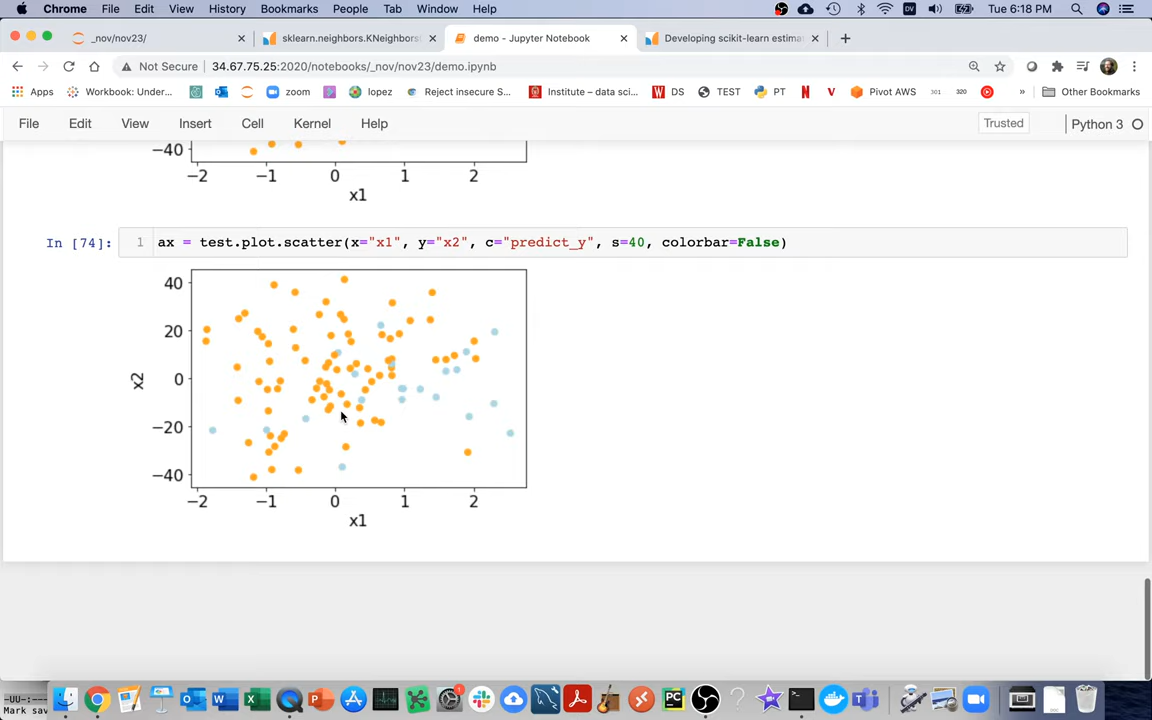 Chrome File Edit View History Bookmarks People Tab Window Help Tue 6:18 PM
_nov/nov23/ sklearn.neighbors.KNeighbors demo - Jupyter Notebook Developing scikit-learn estima
Not Secure 34.67.75.25:2020/notebooks/_nov/nov23/demo.ipynb
Apps Workbook: Under... zoom lopez Reject insecure S... Institute – data sci... DS TEST PT Pivot AWS » Other Bookmarks
File Edit View Insert Cell Kernel Help Trusted Python 3
−40
−2 −1 0 1 2
x1
In [74]: 1 ax = test.plot.scatter(x="x1", y="x2", c="predict_y", s=40, colorbar=False)
40
20
x2
0
−20
−40
−2 −1 0 1 2
x1
-UU-:---
Mark sav